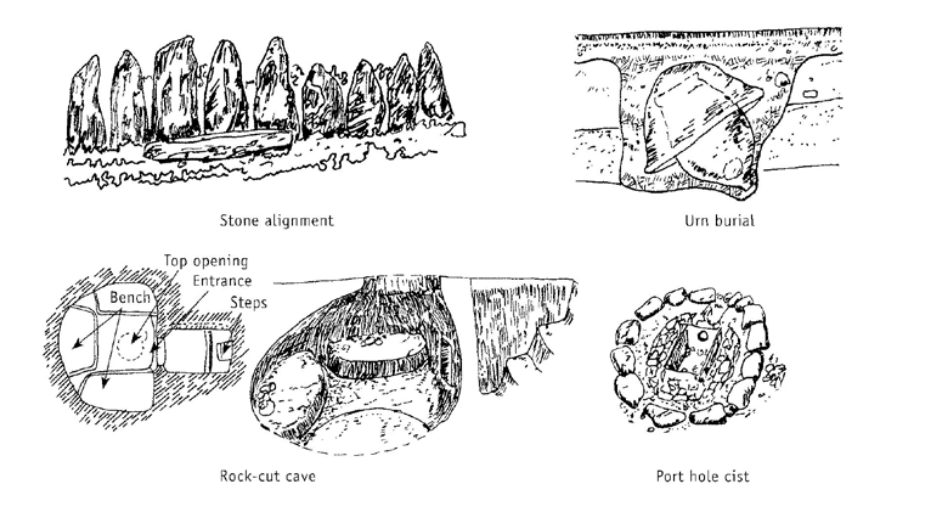 Stone alignment
Urn burial
Top opening
Entrance
Bench
Steps
Rock-cut cave
Port hole cist